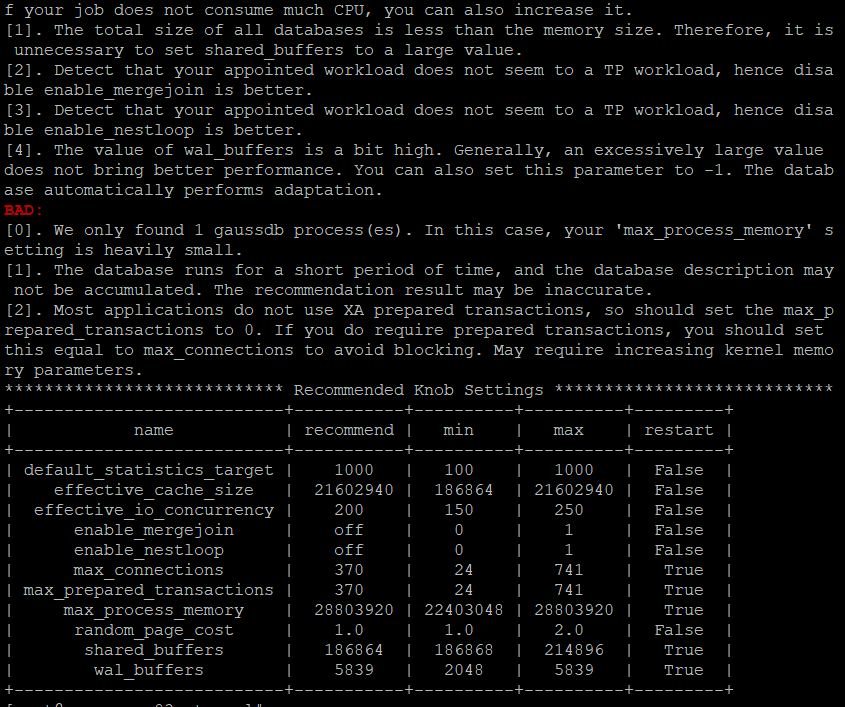 f your job does not consume much CPU, you can also increase it.
[1]. The total size of all databases is less than the memory size. Therefore, it is
 unnecessary to set shared_buffers to a large value.
[2]. Detect that your appointed workload does not seem to a TP workload, hence disa
ble enable_mergejoin is better.
[3]. Detect that your appointed workload does not seem to a TP workload, hence disa
ble enable_nestloop is better.
[4]. The value of wal_buffers is a bit high. Generally, an excessively large value
does not bring better performance. You can also set this parameter to -1. The datab
ase automatically performs adaptation.
BAD:
[0]. We only found 1 gaussdb process(es). In this case, your 'max_process_memory' s
etting is heavily small.
[1]. The database runs for a short period of time, and the database description may
 not be accumulated. The recommendation result may be inaccurate.
[2]. Most applications do not use XA prepared transactions, so should set the max_p
repared_transactions to 0. If you do require prepared transactions, you should set
this equal to max_connections to avoid blocking. May require increasing kernel memo
ry parameters.
**************************** Recommended Knob Settings ****************************
+---------------------------+-----------+----------+----------+---------+
|            name           | recommend |   min    |   max    | restart |
+---------------------------+-----------+----------+----------+---------+
| default_statistics_target |    1000   |   100    |   1000   |  False  |
|    effective_cache_size   |  21602940 |  186864  | 21602940 |  False  |
|  effective_io_concurrency |    200    |   150    |   250    |  False  |
|      enable_mergejoin     |    off    |    0     |    1     |  False  |
|      enable_nestloop      |    off    |    0     |    1     |  False  |
|      max_connections      |    370    |    24    |   741    |   True  |
| max_prepared_transactions |    370    |    24    |   741    |   True  |
|     max_process_memory    |  28803920 | 22403048 | 28803920 |   True  |
|      random_page_cost     |    1.0    |   1.0    |   2.0    |  False  |
|       shared_buffers      |   186864  |  186868  |  214896  |   True  |
|        wal_buffers        |    5839   |   2048   |   5839   |   True  |
+---------------------------+-----------+----------+----------+---------+